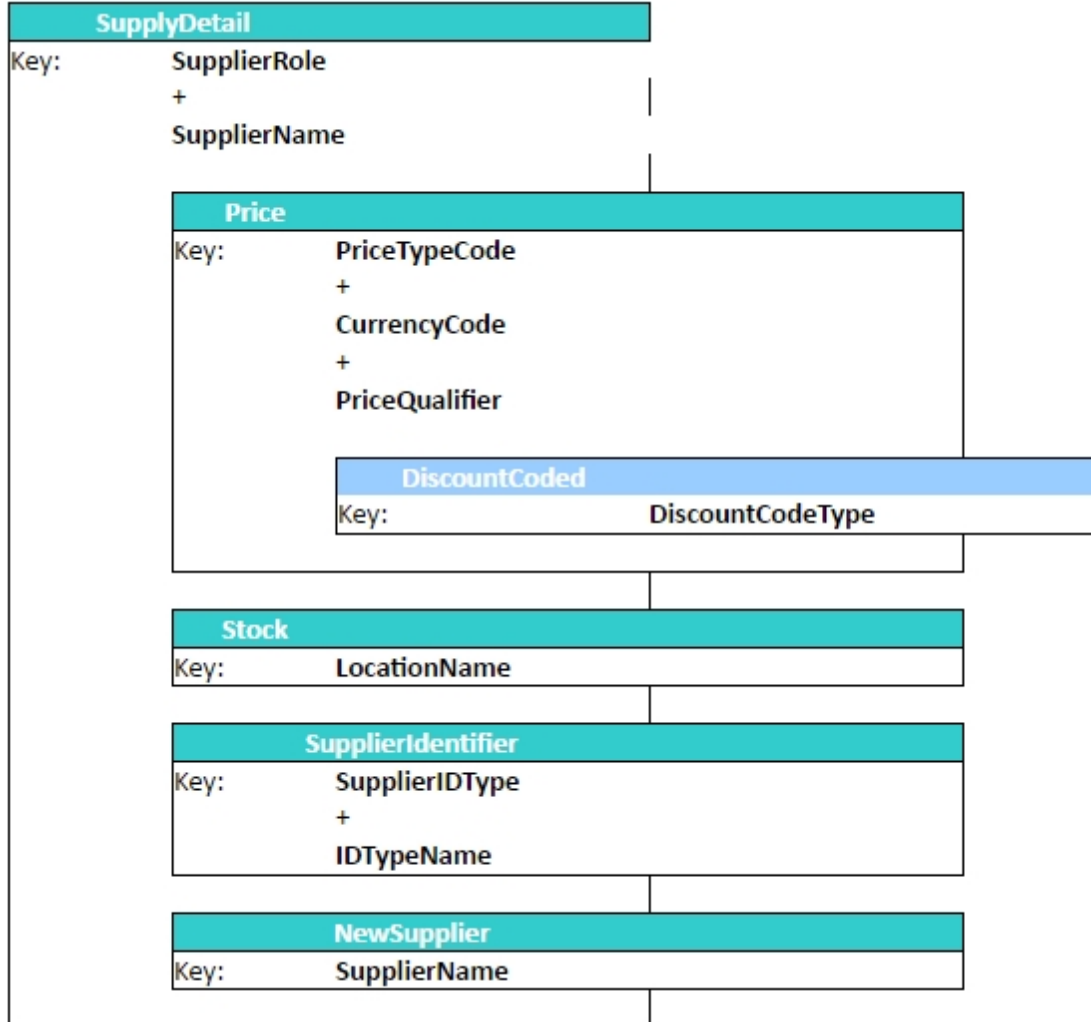 SupplyDetail
Key: SupplierRole
+
SupplierName
Price
Key: PriceTypeCode
+
CurrencyCode
+
PriceQualifier
DiscountCoded
Key: DiscountCodeType
Stock
Key: LocationName
SupplierIdentifier
Key: SupplierIDType
+
IDTypeName
NewSupplier
Key: SupplierName